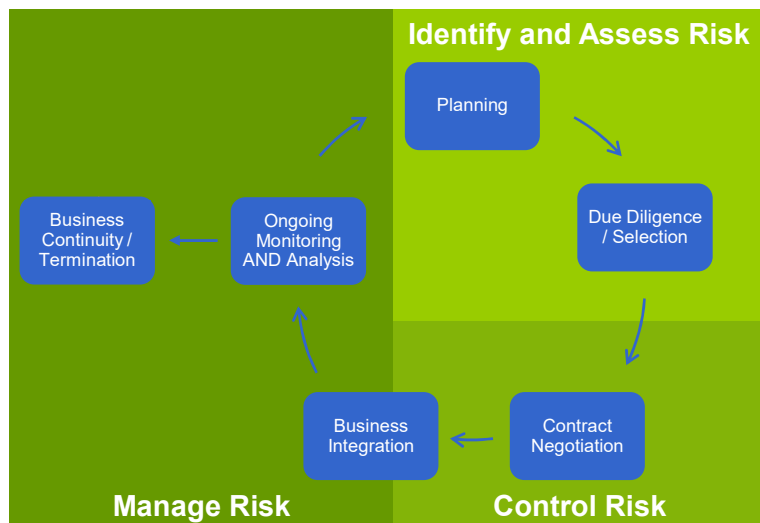 Identify and Assess Risk
Planning
Due Diligence
/ Selection
Business
Continuity /
Termination
Ongoing
Monitoring
AND Analysis
Business
Integration
Contract
Negotiation
Manage Risk
Control Risk